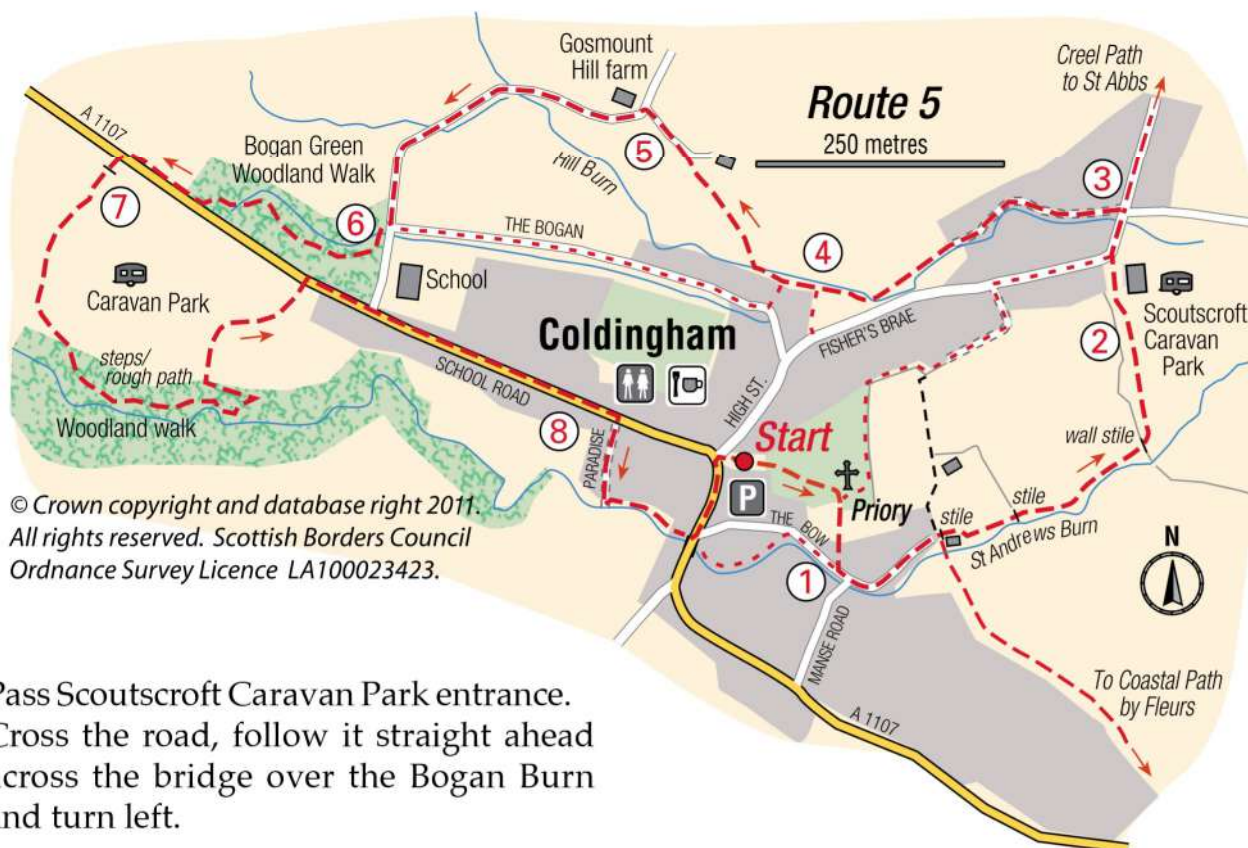 Gosmount
Hill farm
Creel Path
to St Abbs
Route 5
250 metres
A 1107
Bogan Green
Woodland Walk
5
Hill Burn
3
7
6
THE BOGAN
4
School
Caravan Park
Scoutscroft
Caravan
Park
Coldingham
FISHER'S BRAE
2
steps/
rough path
SCHOOL ROAD
HIGH ST.
Woodland walk
8
Start
wall stile
PARADISE
P
Priory
stile
© Crown copyright and database right 2011.
All rights reserved. Scottish Borders Council
Ordnance Survey Licence LA100023423.
THE BOW
stile
St Andrews Burn
N
1
MANSE ROAD
To Coastal Path
by Fleurs
A 1107
Pass Scoutscroft Caravan Park entrance.
Cross the road, follow it straight ahead
across the bridge over the Bogan Burn
and turn left.